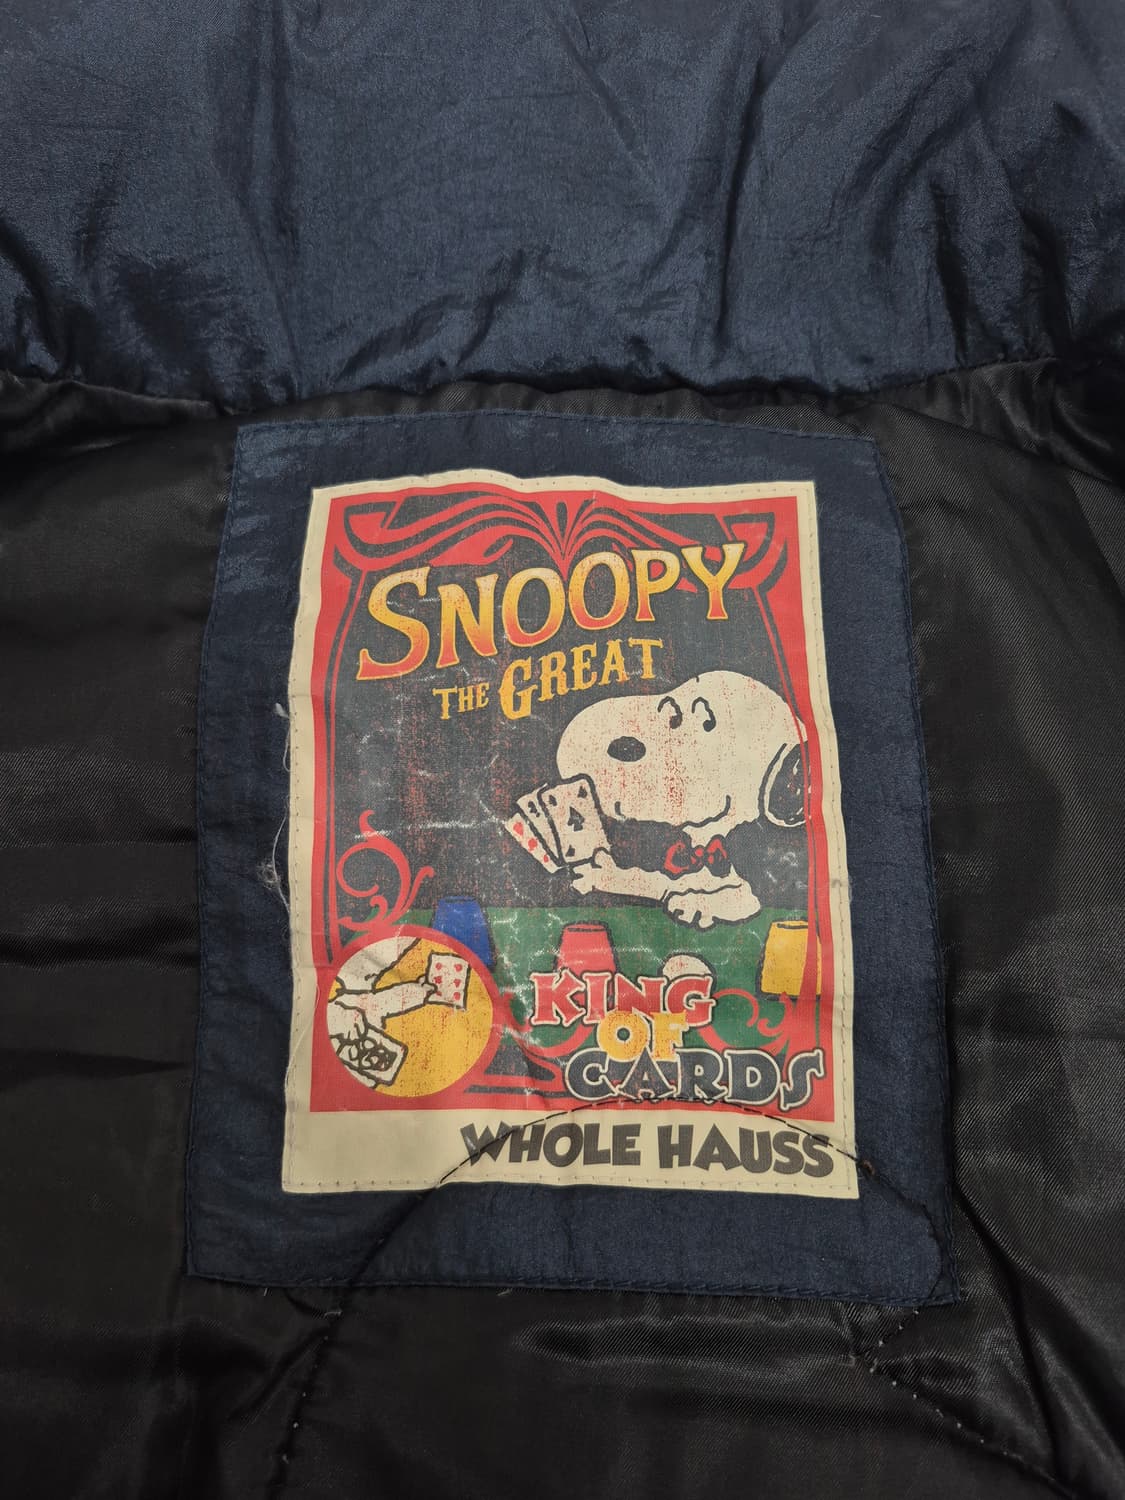 SNOOPY
THE GREAT
KING
OF
CARDS
WHOLE HAUSS